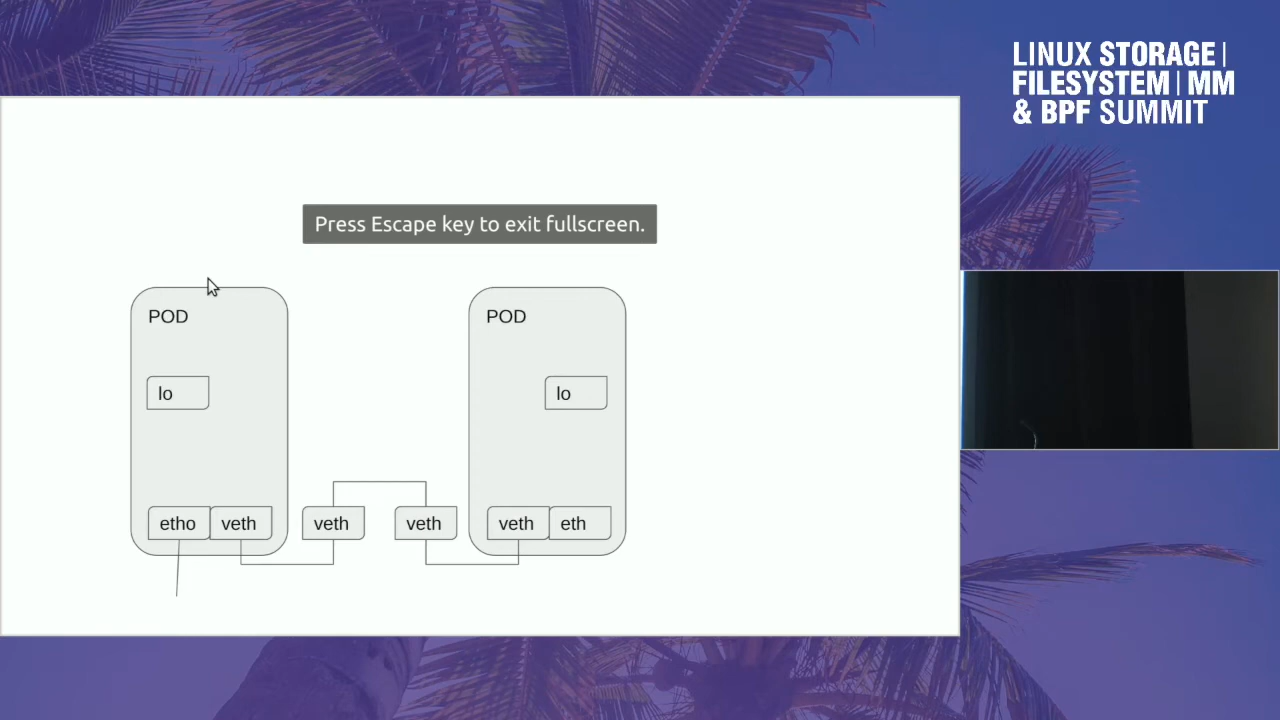 LINUX STORAGE |
FILESYSTEM | MM
& BPF SUMMIT
Press Escape key to exit fullscreen.
POD
POD
lo
lo
etho
veth
veth
veth
veth
eth